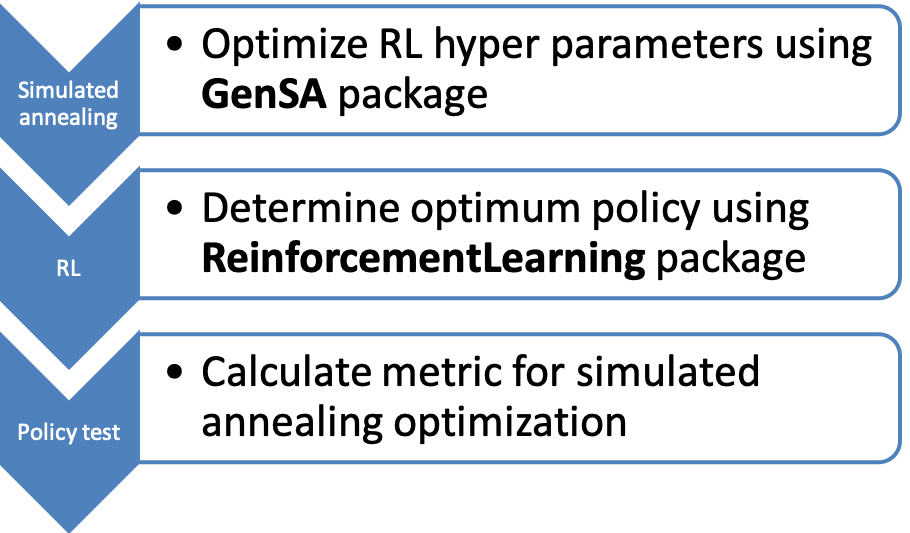 Simulated
annealing
• Optimize RL hyper parameters using
GenSA package
RL
• Determine optimum policy using
ReinforcementLearning package
Policy test
• Calculate metric for simulated
annealing optimization